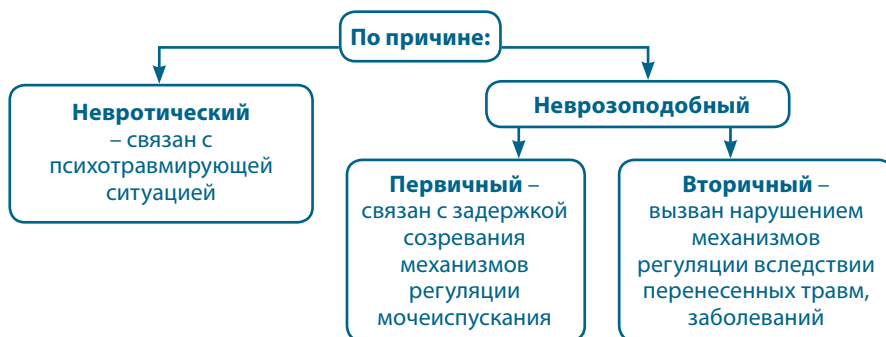 По причине:
Невротический
– связан с
психотравмирующей
ситуацией
Неврозоподобный
Первичный –
связан с задержкой
созревания
механизмов
регуляции
мочеиспускания
Вторичный –
вызван нарушением
механизмов
регуляции вследствии
перенесенных травм,
заболеваний